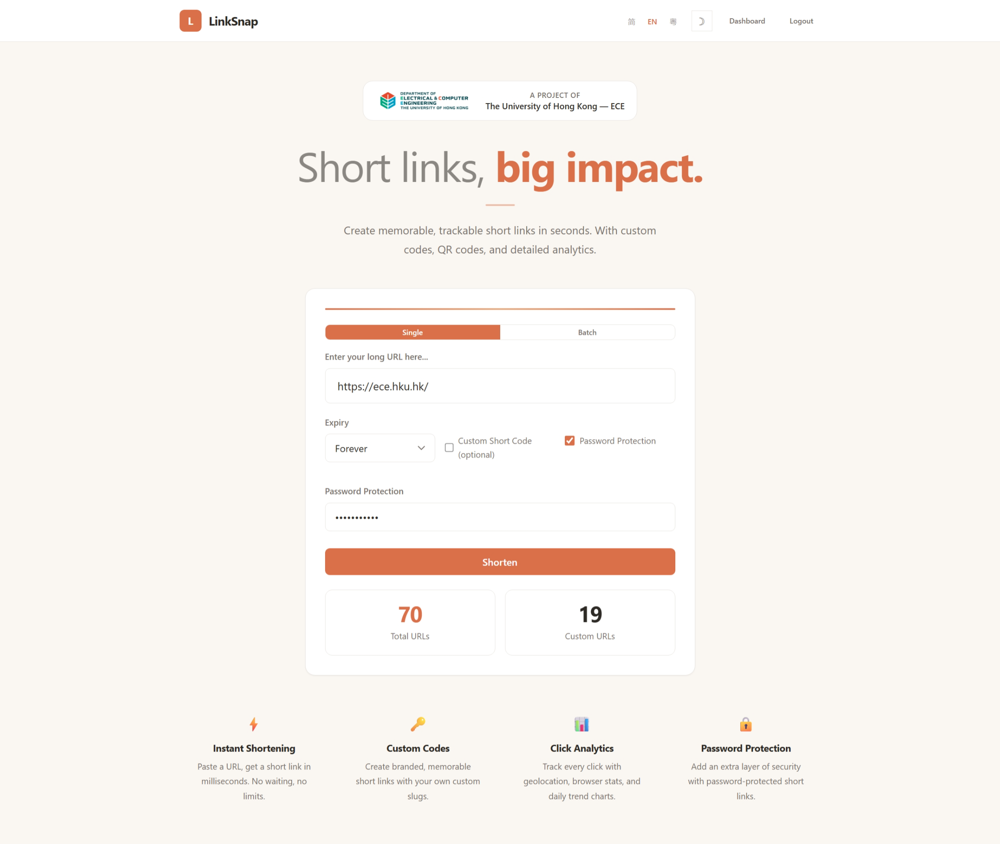 L LinkSnap
简 EN 粵 Dashboard Logout
DEPARTMENT OF
ELECTRICAL & COMPUTER
ENGINEERING
THE UNIVERSITY OF HONG KONG
A PROJECT OF
The University of Hong Kong — ECE
Short links, big impact.
Create memorable, trackable short links in seconds. With custom
codes, QR codes, and detailed analytics.
Single Batch
Enter your long URL here...
https://ece.hku.hk/
Expiry
Forever
Custom Short Code
(optional)
Password Protection
Password Protection
•••••••••••
Shorten
70
Total URLs
19
Custom URLs
Instant Shortening
Paste a URL, get a short link in
milliseconds. No waiting, no
limits.
Custom Codes
Create branded, memorable
short links with your own custom
slugs.
Click Analytics
Track every click with
geolocation, browser stats, and
daily trend charts.
Password Protection
Add an extra layer of security
with password-protected short
links.